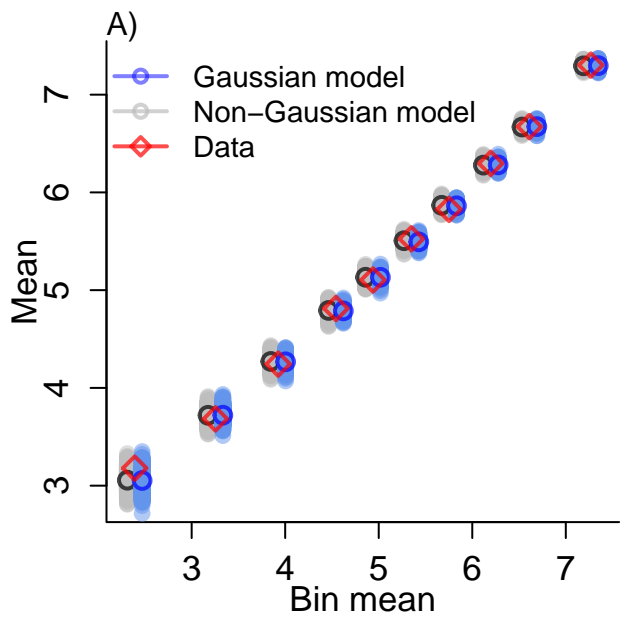 A)
Gaussian model
Non−Gaussian model
Data
Mean
7
6
5
4
3
3 4 5 6 7
Bin mean